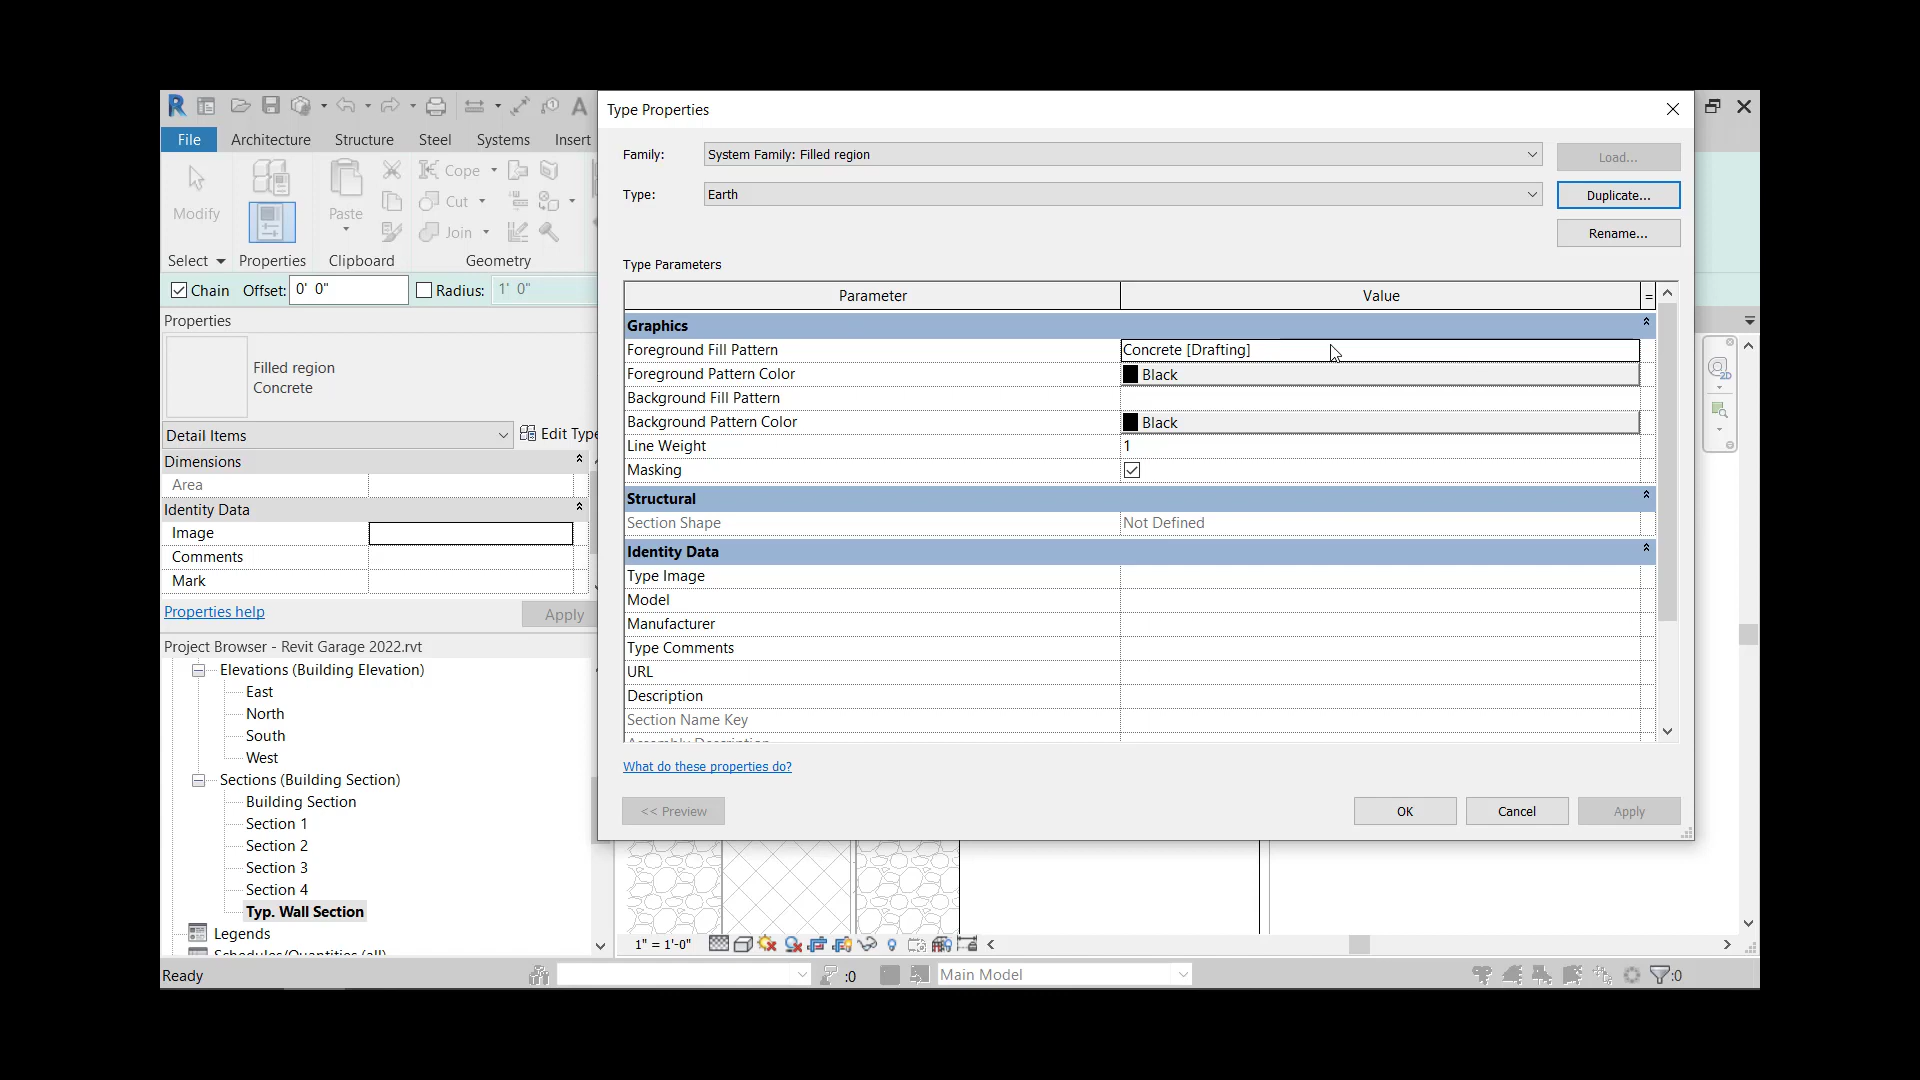 Type Properties
File
Architecture
Structure
Steel
Systems
Insert
Modify
Paste
Cope
Cut
Join
Select
Properties
Clipboard
Geometry
Chain
Offset:
0' 0"
Radius:
1' 0"
Properties
Filled region
Concrete
Detail Items
Edit Type
Dimensions
Area
Identity Data
Image
Comments
Mark
Properties help
Apply
Project Browser - Revit Garage 2022.rvt
Elevations (Building Elevation)
East
North
South
West
Sections (Building Section)
Building Section
Section 1
Section 2
Section 3
Section 4
Typ. Wall Section
Legends
Schedules/Quantities (all)
Ready
Family:
System Family: Filled region
Load...
Type:
Earth
Duplicate...
Rename...
Type Parameters
Parameter
Value
=
Graphics
Foreground Fill Pattern
Concrete [Drafting]
Foreground Pattern Color
Black
Background Fill Pattern
Background Pattern Color
Black
Line Weight
1
Masking
Structural
Section Shape
Not Defined
Identity Data
Type Image
Model
Manufacturer
Type Comments
URL
Description
Section Name Key
What do these properties do?
<< Preview
OK
Cancel
Apply
2D
1" = 1'-0"
:0
Main Model
:0